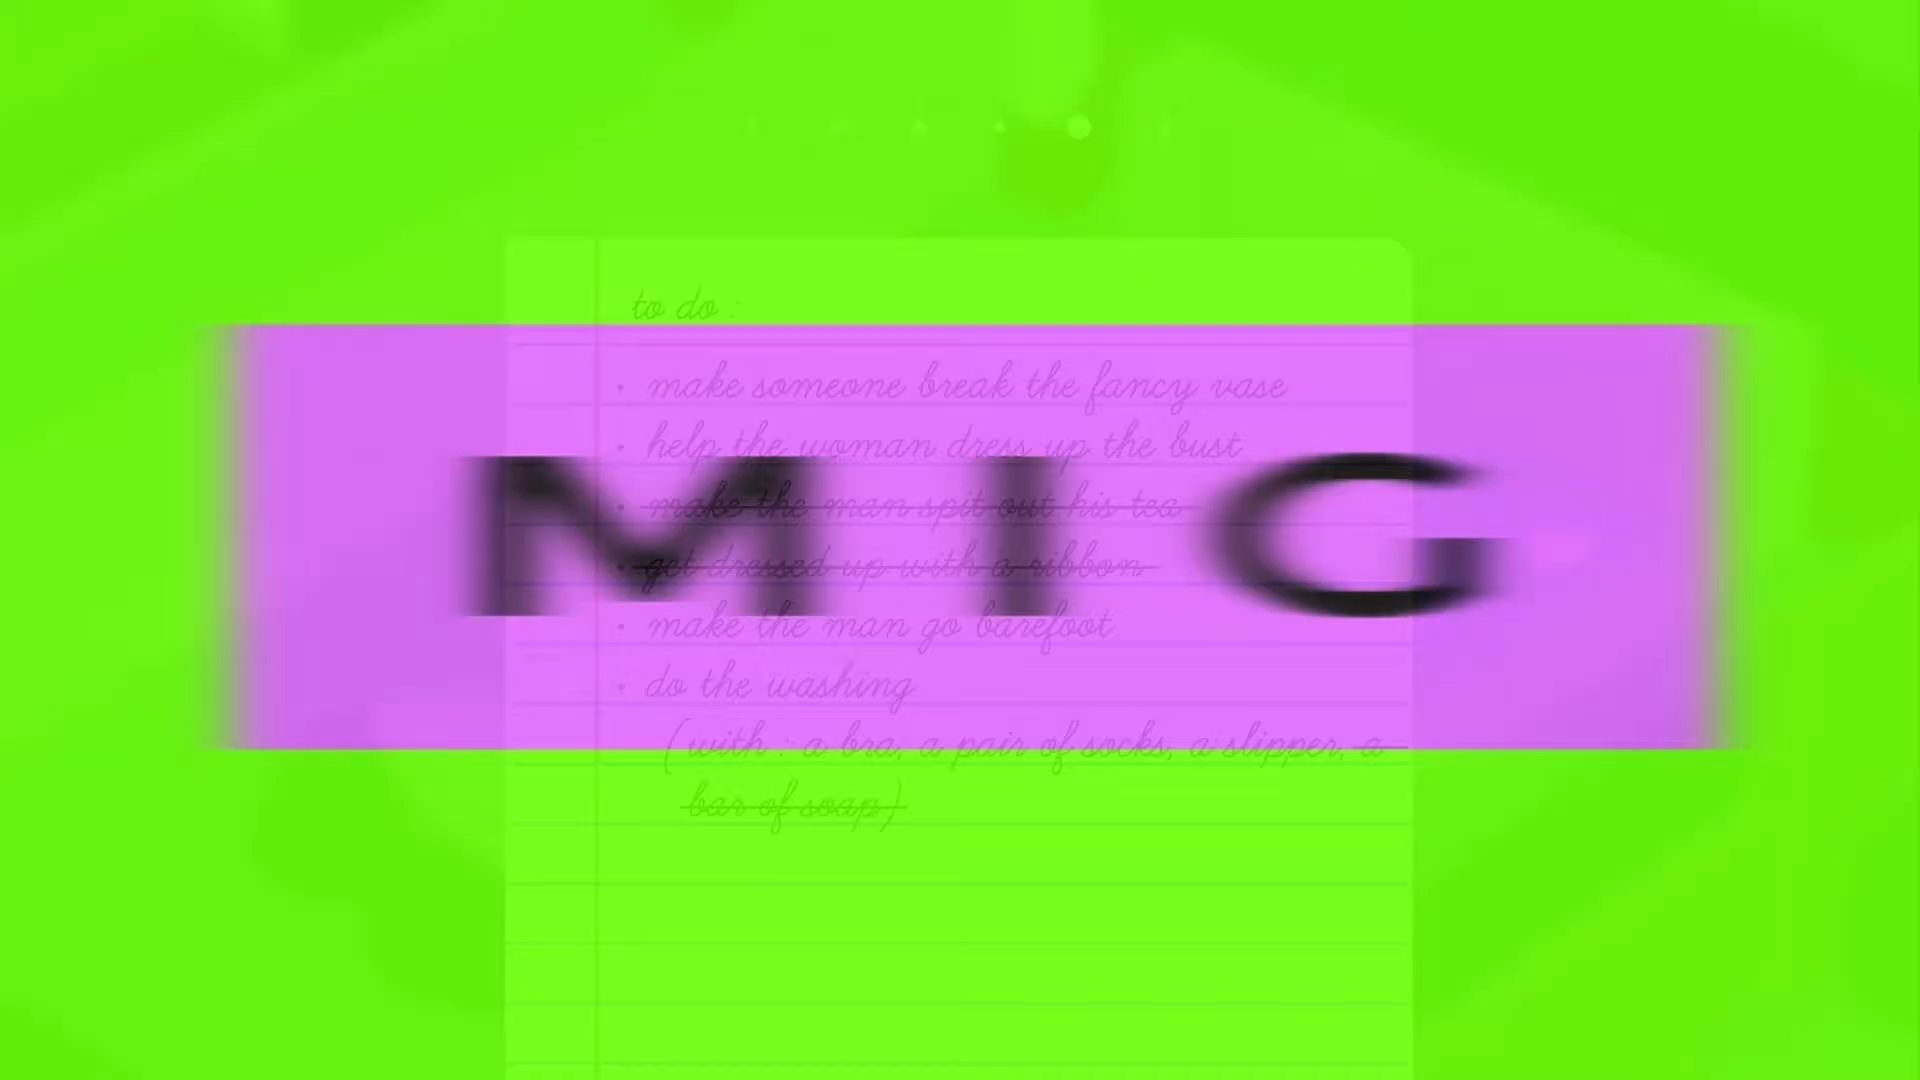 to do :
• make someone break the fancy vase
• help the woman dress up the bust
MIG
• make the man spit out his tea
• get dressed up with a ribbon
• make the man go barefoot
• do the washing
(with : a bra, a pair of socks, a slipper, a
bar of soap)